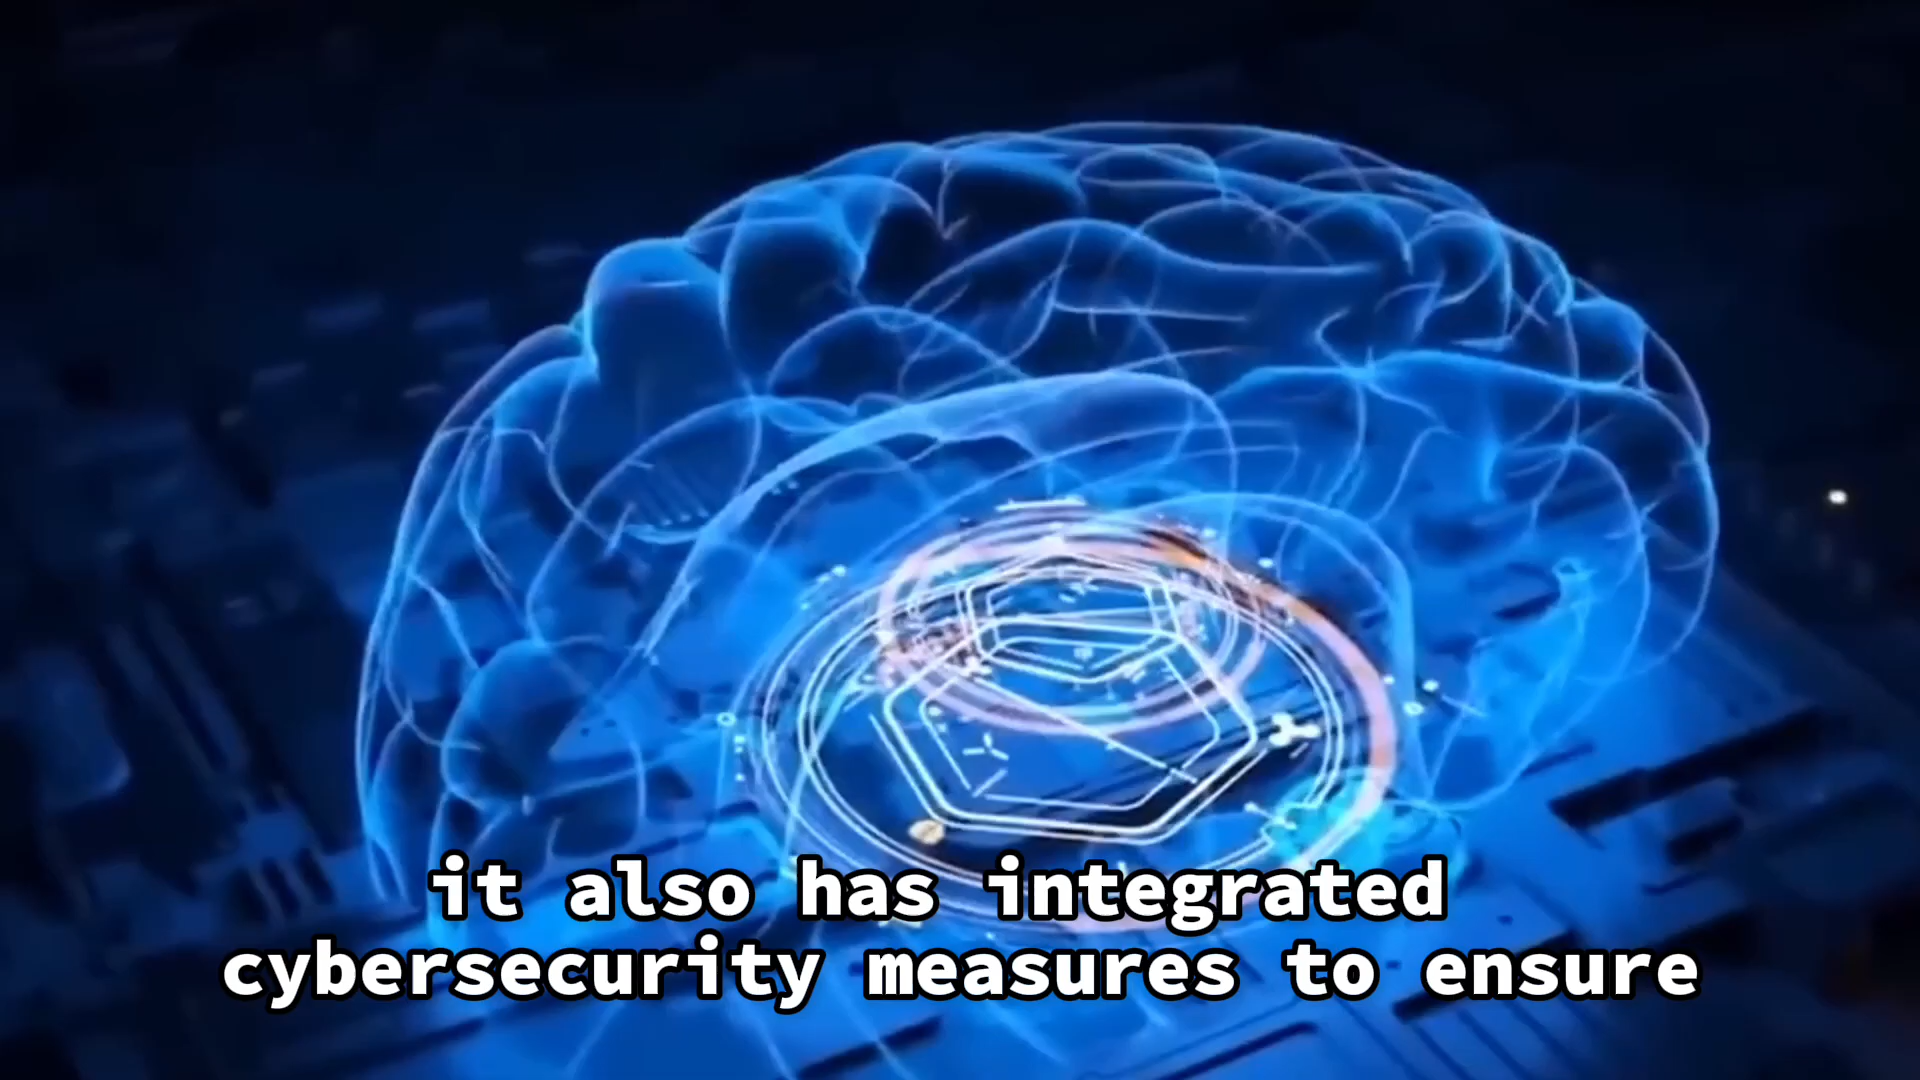 it also has integrated
cybersecurity measures to ensure